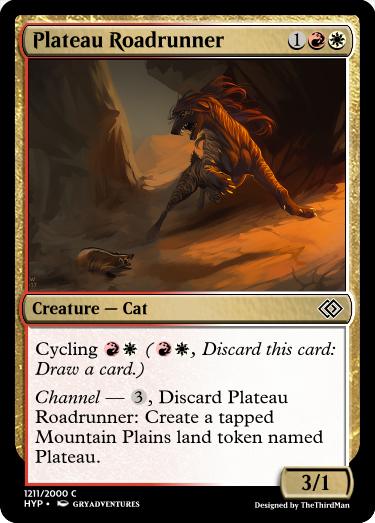 Plateau Roadrunner 1
Creature — Cat
Cycling ( , Discard this card:
Draw a card.)
Channel — 3, Discard Plateau
Roadrunner: Create a tapped
Mountain Plains land token named
Plateau.
3/1
1211/2000 C
HYP • GRYADVENTURES
Designed by TheThirdMan